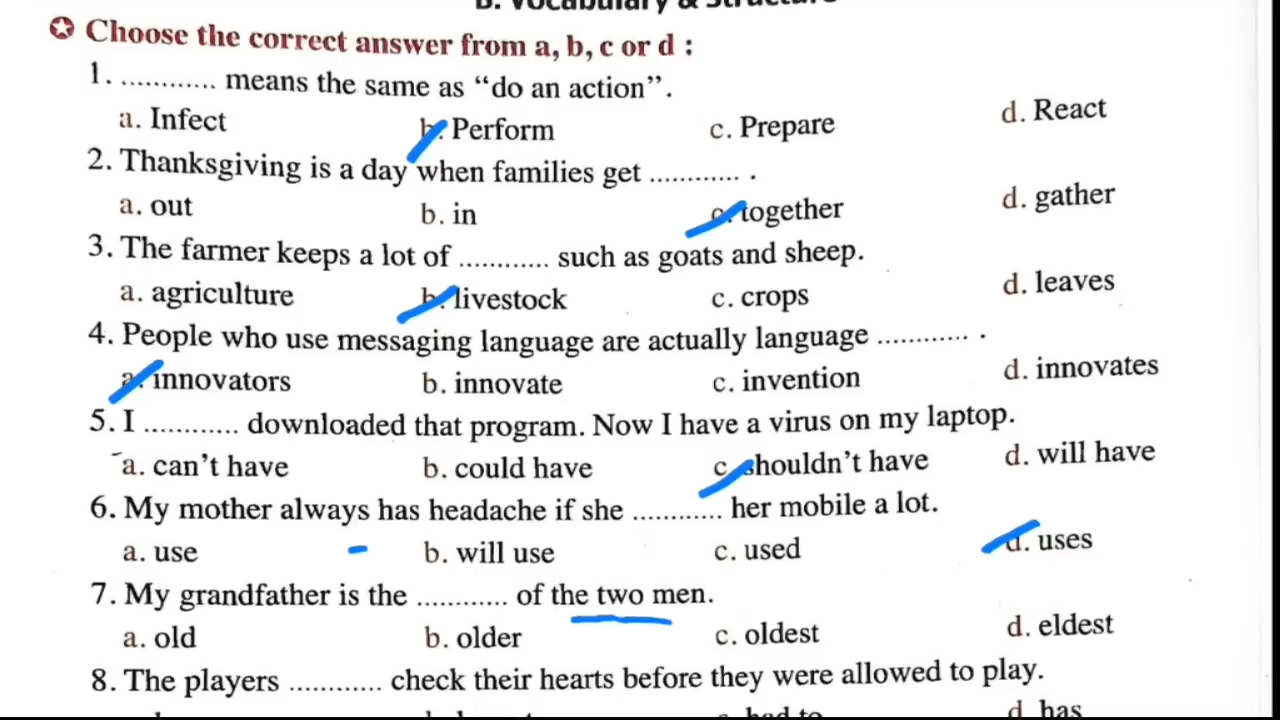 B. Vocabulary & Structure
Choose the correct answer from a, b, c or d :
1. ............ means the same as “do an action”.
a. Infect b. Perform c. Prepare d. React
2. Thanksgiving is a day when families get ............ .
a. out b. in c. together d. gather
3. The farmer keeps a lot of ............ such as goats and sheep.
a. agriculture b. livestock c. crops d. leaves
4. People who use messaging language are actually language ............ .
a. innovators b. innovate c. invention d. innovates
5. I ............ downloaded that program. Now I have a virus on my laptop.
a. can’t have b. could have c. shouldn’t have d. will have
6. My mother always has headache if she ............ her mobile a lot.
a. use b. will use c. used d. uses
7. My grandfather is the ............ of the two men.
a. old b. older c. oldest d. eldest
8. The players ............ check their hearts before they were allowed to play.
c. had to d. has